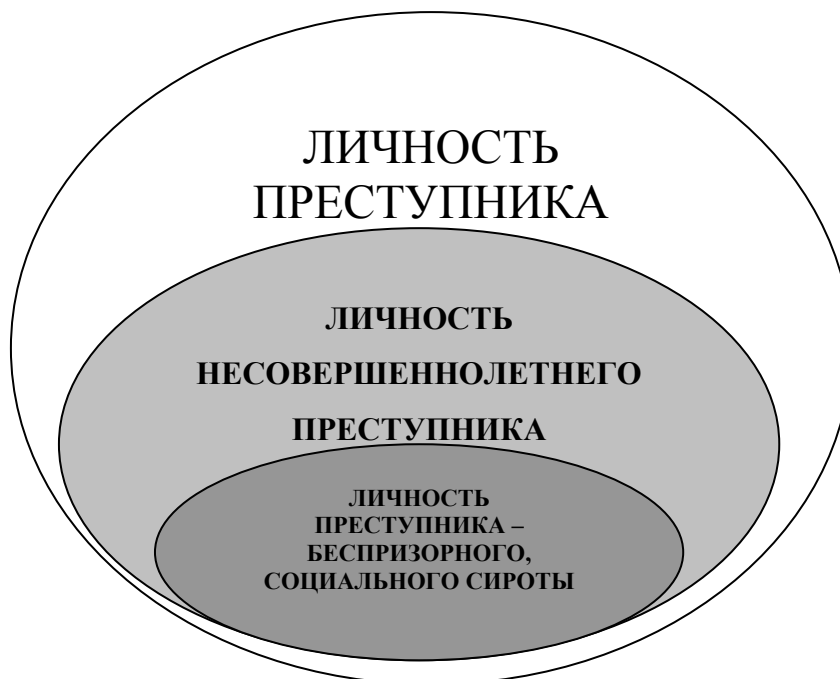 ЛИЧНОСТЬ
ПРЕСТУПНИКА
ЛИЧНОСТЬ
НЕСОВЕРШЕННОЛЕТНЕГО
ПРЕСТУПНИКА
ЛИЧНОСТЬ
ПРЕСТУПНИКА –
БЕСПРИЗОРНОГО,
СОЦИАЛЬНОГО СИРОТЫ